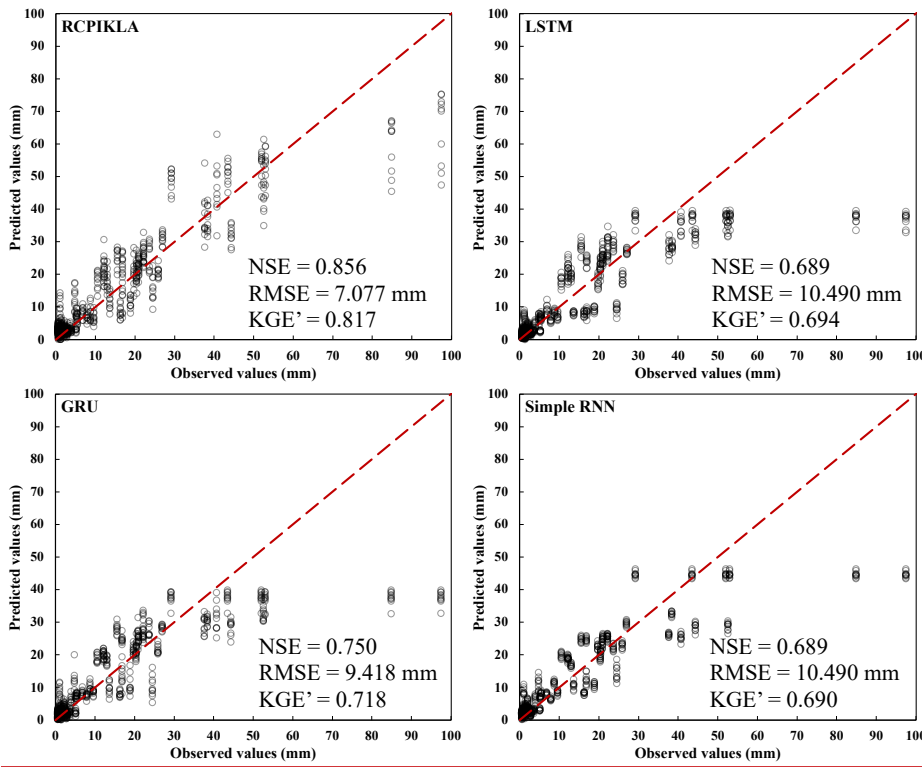 RCPIKLA
100
90
80
70
60
50
40
30
20
10
0
Predicted values (mm)
NSE = 0.856
RMSE = 7.077 mm
KGE’ = 0.817
0 10 20 30 40 50 60 70 80 90 100
Observed values (mm)
LSTM
100
90
80
70
60
50
40
30
20
10
0
Predicted values (mm)
NSE = 0.689
RMSE = 10.490 mm
KGE’ = 0.694
0 10 20 30 40 50 60 70 80 90 100
Observed values (mm)
GRU
100
90
80
70
60
50
40
30
20
10
0
Predicted values (mm)
NSE = 0.750
RMSE = 9.418 mm
KGE’ = 0.718
0 10 20 30 40 50 60 70 80 90 100
Observed values (mm)
Simple RNN
100
90
80
70
60
50
40
30
20
10
0
Predicted values (mm)
NSE = 0.689
RMSE = 10.490 mm
KGE’ = 0.690
0 10 20 30 40 50 60 70 80 90 100
Observed values (mm)